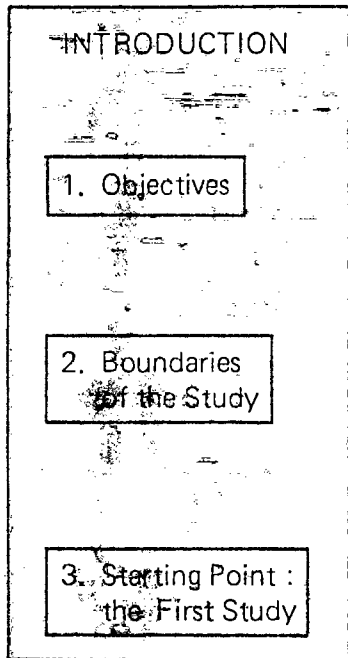 INTRODUCTION
1. Objectives
2. Boundaries
of the Study
3. Starting Point :
the First Study